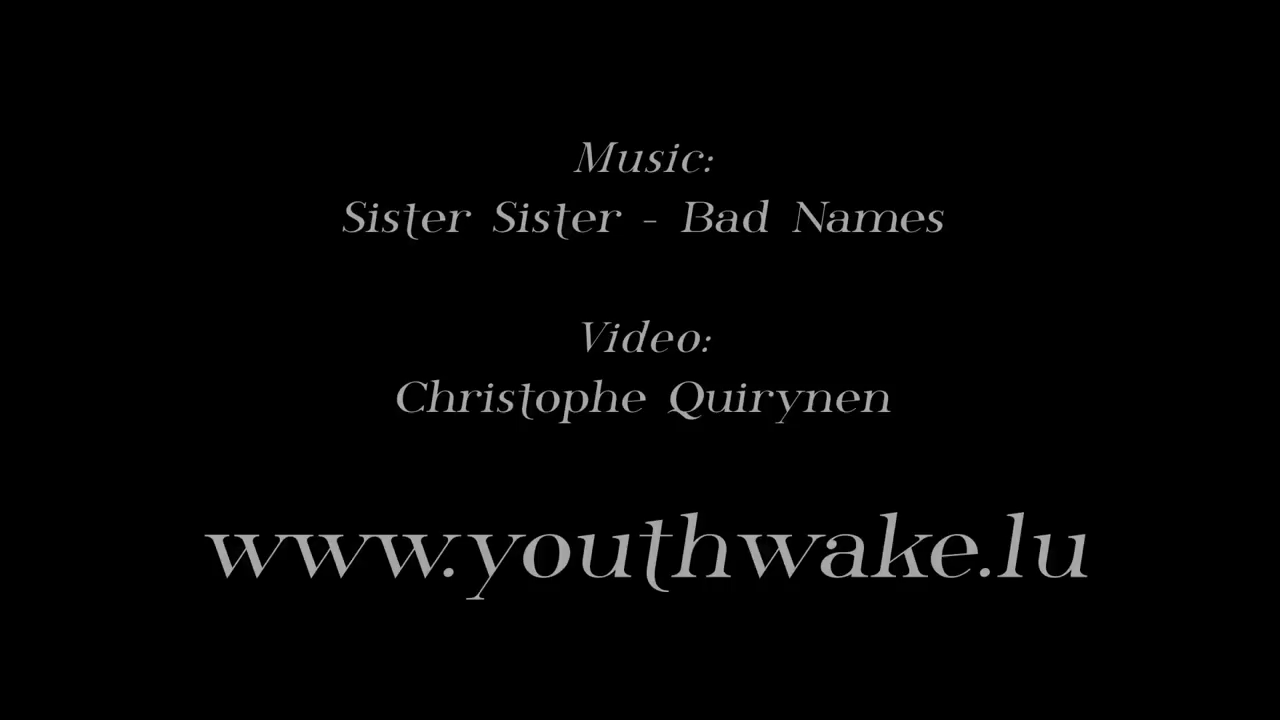 Music:
Sister Sister - Bad Names
Video:
Christophe Quirynen
www.youthwake.lu